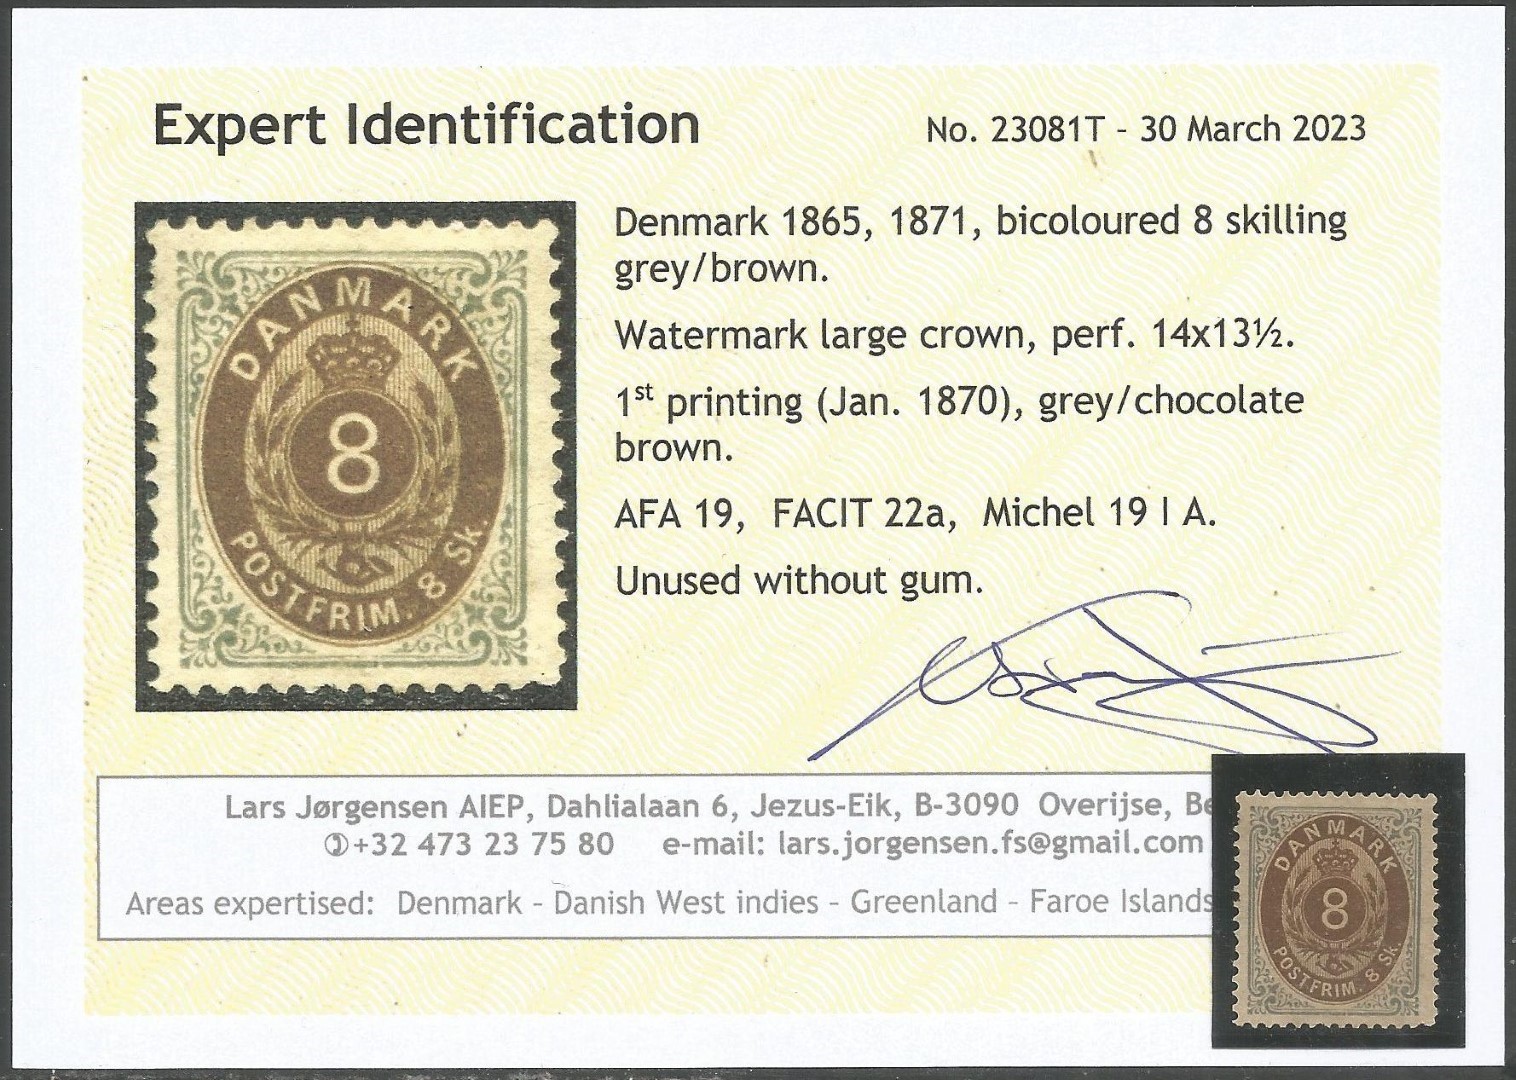 Expert Identification
No. 23081T - 30 March 2023
DANMARK
8
POSTFRIM. 8 Sk.
Denmark 1865, 1871, bicoloured 8 skilling
grey/brown.
Watermark large crown, perf. 14x13½.
1st printing (Jan. 1870), grey/chocolate
brown.
AFA 19, FACIT 22a, Michel 19 I A.
Unused without gum.
Lars Jørgensen AIEP, Dahlialaan 6, Jezus-Eik, B-3090 Overijse, Be
✆+32 473 23 75 80 e-mail: lars.jorgensen.fs@gmail.com
Areas expertised: Denmark - Danish West indies - Greenland - Faroe Islands
DANMARK
8
POSTFRIM. 8 Sk.